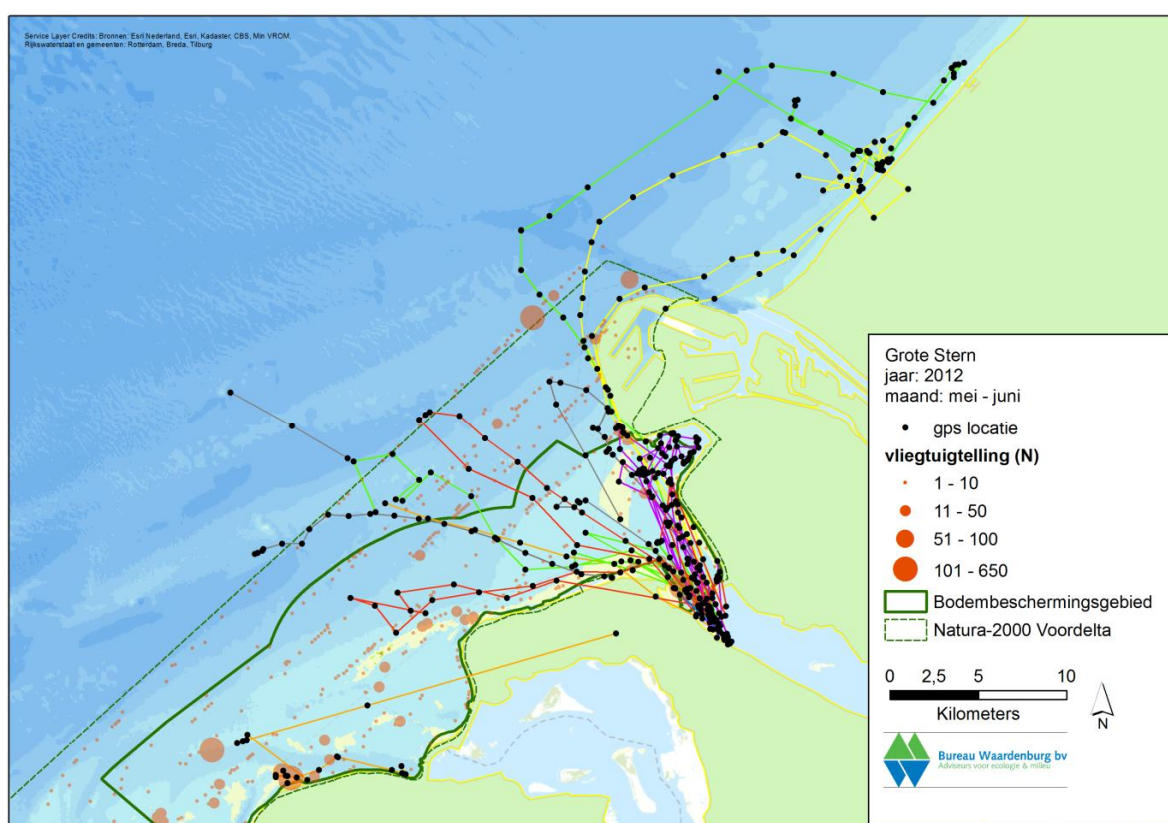 Service Layer Credits: Bronnen: Esri Nederland, Esri, Kadaster, CBS, Min VROM,
Rijkswaterstaat en gemeenten: Rotterdam, Breda, Tilburg
Grote Stern
jaar: 2012
maand: mei - juni
gps locatie
vliegtuigtelling (N)
1 - 10
11 - 50
51 - 100
101 - 650
Bodembeschermingsgebied
Natura-2000 Voordelta
0 2,5 5 10
Kilometers
N
Bureau Waardenburg bv
Adviseurs voor ecologie & milieu